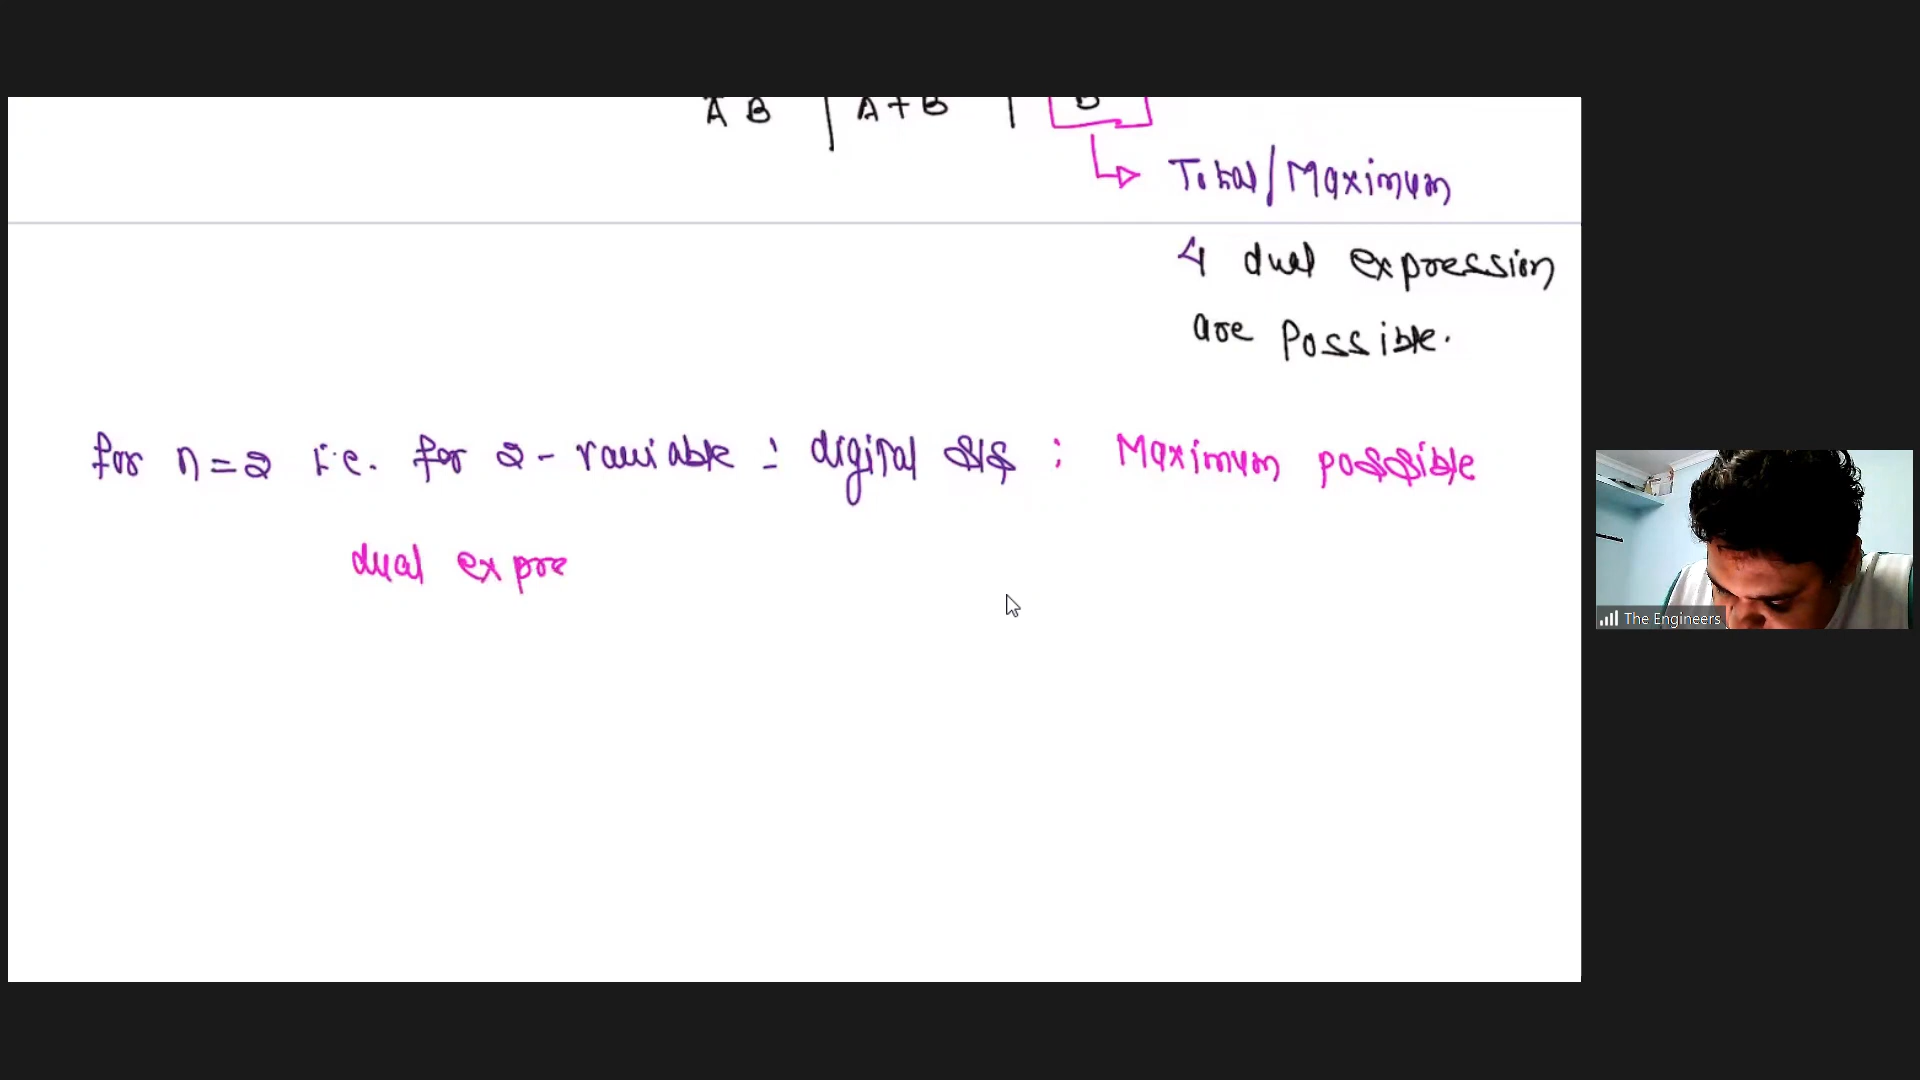 A B | A + B | B
Total/Maximum
4 dual expression
are Possible.
for n=2 i.e. for 2-variable : digital S/S : Maximum possible
dual expre
The Engineers